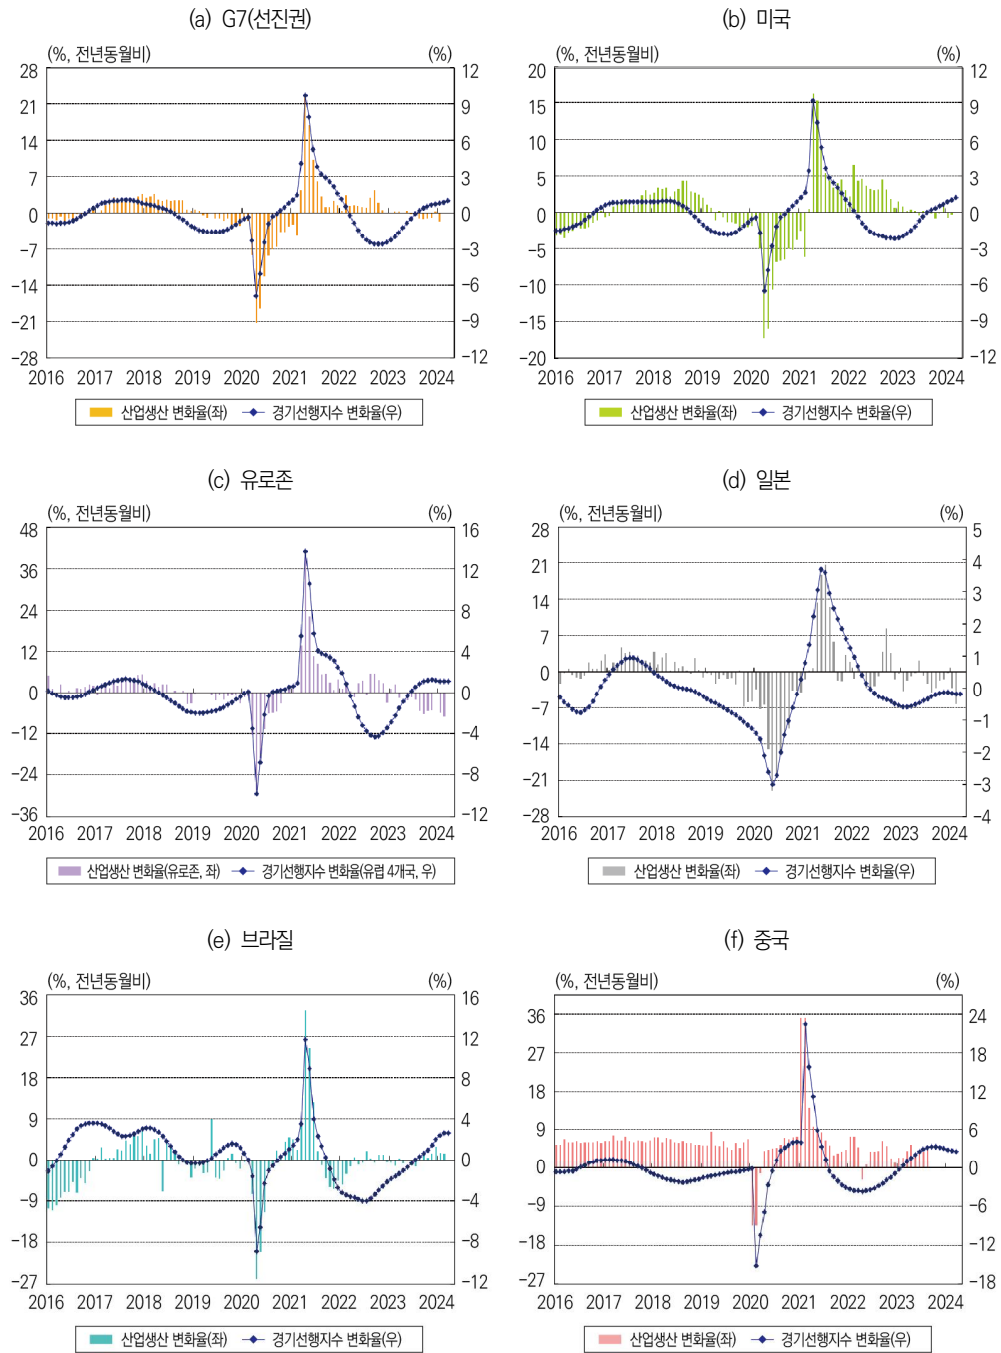 (a) G7(선진권)
(%, 전년동월비) (%)
28 12
21 9
14 6
7 3
0 0
-7 -3
-14 -6
-21 -9
-28 -12
2016 2017 2018 2019 2020 2021 2022 2023 2024
산업생산 변화율(좌) 경기선행지수 변화율(우)
(b) 미국
(%, 전년동월비) (%)
20 12
15 9
10 6
5 3
0 0
-5 -3
-10 -6
-15 -9
-20 -12
2016 2017 2018 2019 2020 2021 2022 2023 2024
산업생산 변화율(좌) 경기선행지수 변화율(우)
(c) 유로존
(%, 전년동월비) (%)
48 16
36 12
24 8
12 4
0 0
-12 -4
-24 -8
-36 -12
2016 2017 2018 2019 2020 2021 2022 2023 2024
산업생산 변화율(유로존, 좌) 경기선행지수 변화율(유럽 4개국, 우)
(d) 일본
(%, 전년동월비) (%)
28 5
21 4
14 3
7 2
0 1
-7 0
-14 -1
-21 -2
-28 -3
-4
2016 2017 2018 2019 2020 2021 2022 2023 2024
산업생산 변화율(좌) 경기선행지수 변화율(우)
(e) 브라질
(%, 전년동월비) (%)
36 16
27 12
18 8
9 4
0 0
-9 -4
-18 -8
-27 -12
2016 2017 2018 2019 2020 2021 2022 2023 2024
산업생산 변화율(좌) 경기선행지수 변화율(우)
(f) 중국
(%, 전년동월비) (%)
36 24
27 18
18 12
9 6
0 0
-9 -6
-18 -12
-27 -18
2016 2017 2018 2019 2020 2021 2022 2023 2024
산업생산 변화율(좌) 경기선행지수 변화율(우)